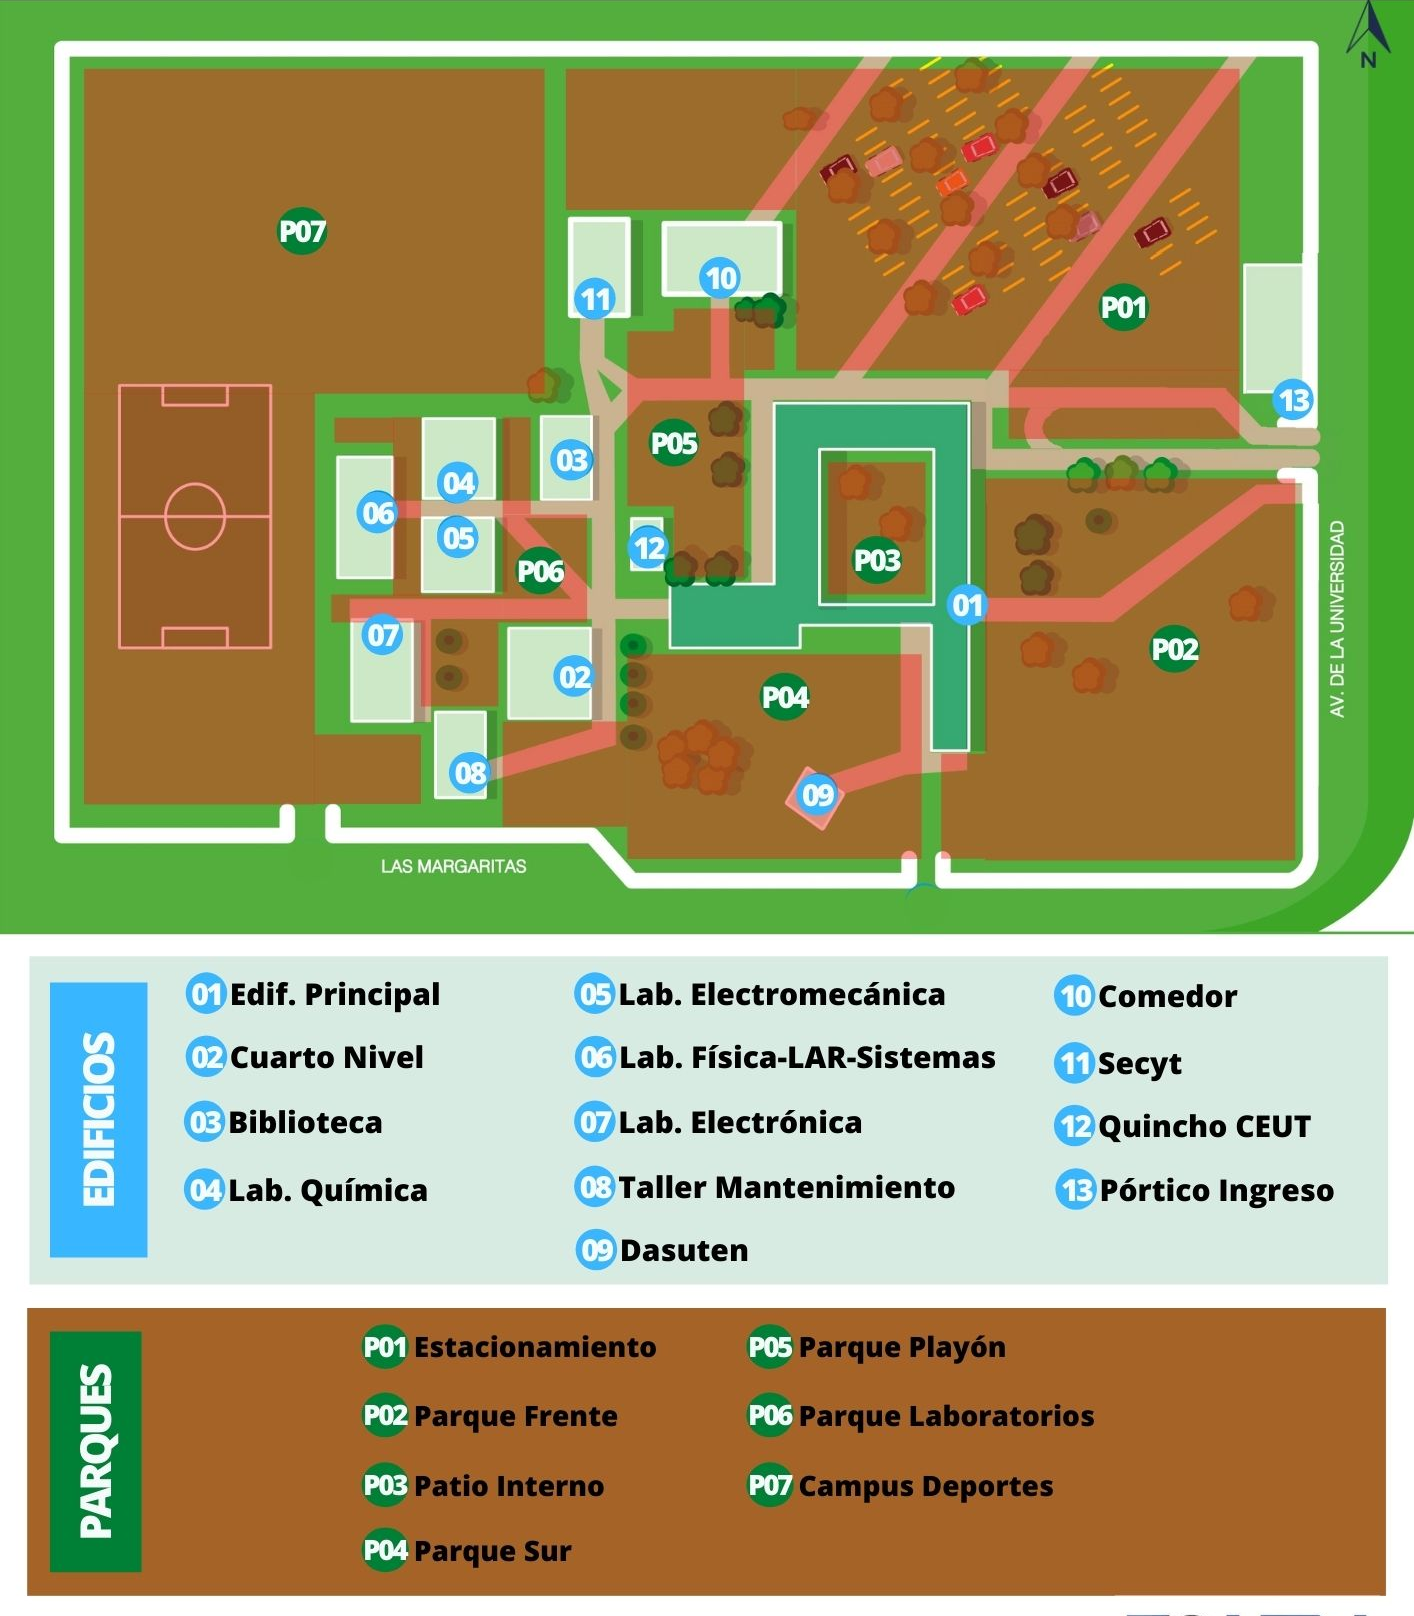 N
P07
10
11
P01
13
P05
03
04
06
05
12
P03
P06
01
07
P02
02
P04
08
09
AV. DE LA UNIVERSIDAD
LAS MARGARITAS
EDIFICIOS
01 Edif. Principal
02 Cuarto Nivel
03 Biblioteca
04 Lab. Química
05 Lab. Electromecánica
06 Lab. Física-LAR-Sistemas
07 Lab. Electrónica
08 Taller Mantenimiento
09 Dasuten
10 Comedor
11 Secyt
12 Quincho CEUT
13 Pórtico Ingreso
PARQUES
P01 Estacionamiento
P02 Parque Frente
P03 Patio Interno
P04 Parque Sur
P05 Parque Playón
P06 Parque Laboratorios
P07 Campus Deportes